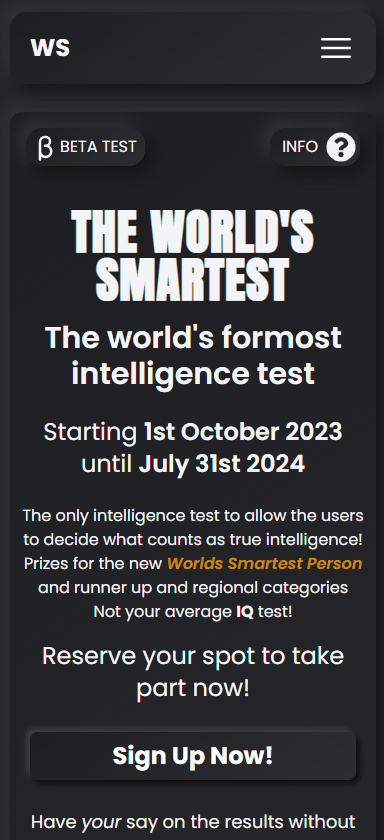 WS
β BETA TEST
INFO ?
THE WORLD'S
SMARTEST
The world's formost
intelligence test
Starting 1st October 2023
until July 31st 2024
The only intelligence test to allow the users
to decide what counts as true intelligence!
Prizes for the new Worlds Smartest Person
and runner up and regional categories
Not your average IQ test!
Reserve your spot to take
part now!
Sign Up Now!
Have your say on the results without